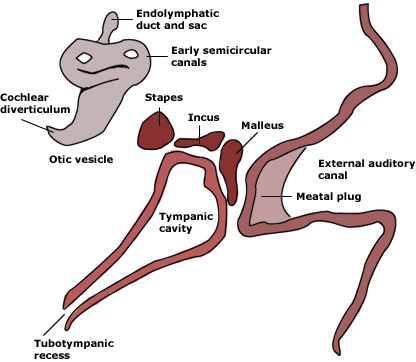 Endolymphatic
duct and sac
Early semicircular
canals
Cochlear
diverticulum
Otic vesicle
Stapes
Incus
Malleus
External auditory
canal
Meatal plug
Tympanic
cavity
Tubotympanic
recess